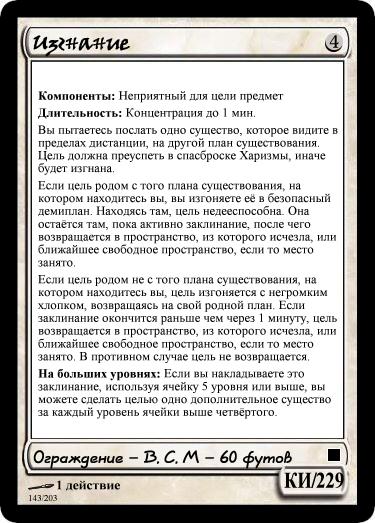 Изгнание
4
Компоненты: Неприятный для цели предмет
Длительность: Концентрация до 1 мин.
Вы пытаетесь послать одно существо, которое видите в
пределах дистанции, на другой план существования.
Цель должна преуспеть в спасброске Харизмы, иначе
будет изгнана.
Если цель родом с того плана существования, на
котором находитесь вы, вы изгоняете её в безопасный
демиплан. Находясь там, цель недееспособна. Она
остаётся там, пока активно заклинание, после чего
возвращается в пространство, из которого исчезла, или
ближайшее свободное пространство, если то место
занято.
Если цель родом не с того плана существования, на
котором находитесь вы, цель изгоняется с негромким
хлопком, возвращаясь на свой родной план. Если
заклинание окончится раньше чем через 1 минуту, цель
возвращается в пространство, из которого исчезла, или
ближайшее свободное пространство, если то место
занято. В противном случае цель не возвращается.
На больших уровнях: Если вы накладываете это
заклинание, используя ячейку 5 уровня или выше, вы
можете сделать целью одно дополнительное существо
за каждый уровень ячейки выше четвёртого.
Ограждение – В, С, М – 60 футов
КИ/229
1 действие
143/203